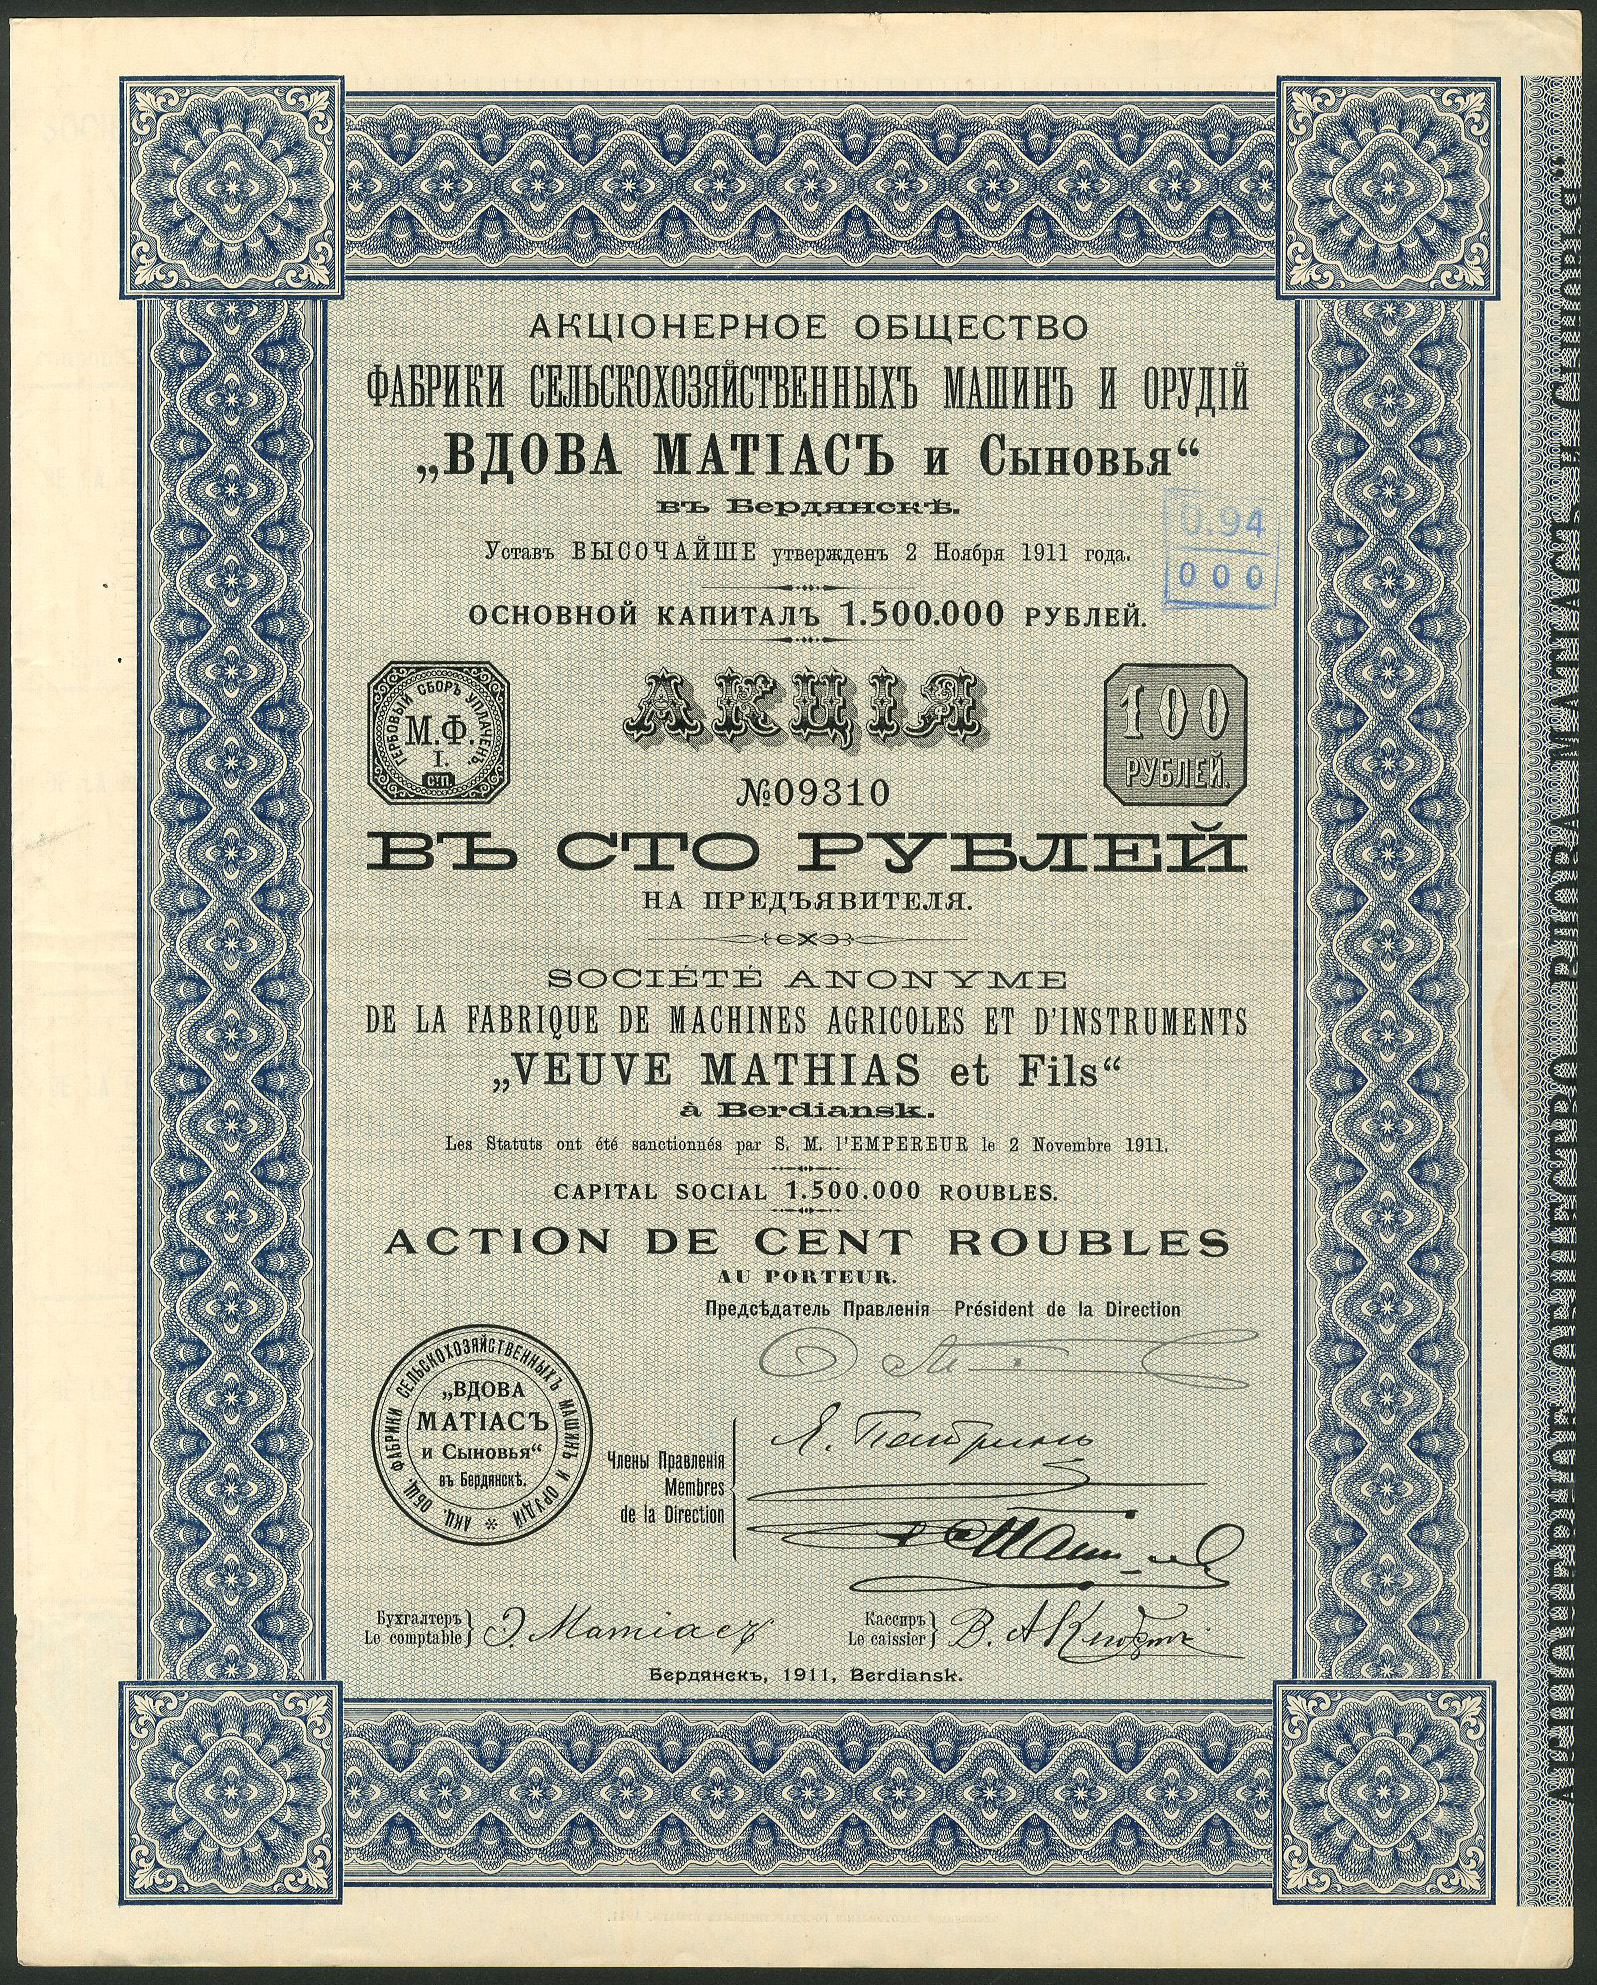 АКЦІОНЕРНОЕ ОБЩЕСТВО
ФАБРИКИ СЕЛЬСКОХОЗЯЙСТВЕННЫХЪ МАШИНЪ И ОРУДІЙ
„ВДОВА МАТІАСЪ и Сыновья“
въ Бердянскѣ.
Уставъ ВЫСОЧАЙШЕ утвержденъ 2 Ноября 1911 года.
0.94
000
ОСНОВНОЙ КАПИТАЛЪ 1.500.000 РУБЛЕЙ.
ГЕРБОВЫЙ СБОРЪ УПЛАЧЕНЪ.
М.Ф.
I.
СТП.
АКЦІЯ
100
РУБЛЕЙ.
№09310
ВЪ СТО РУБЛЕЙ
НА ПРЕДЪЯВИТЕЛЯ.
SOCIÉTÉ ANONYME
DE LA FABRIQUE DE MACHINES AGRICOLES ET D'INSTRUMENTS
„VEUVE MATHIAS et Fils“
à Berdiansk.
Les Statuts ont été sanctionnés par S. M. l'EMPEREUR le 2 Novembre 1911.
CAPITAL SOCIAL 1.500.000 ROUBLES.
ACTION DE CENT ROUBLES
AU PORTEUR.
Предсѣдатель Правленія Président de la Direction
АКЦ. ОБЩ. ФАБРИКИ СЕЛЬСКОХОЗЯЙСТВЕННЫХЪ МАШИНЪ И ОРУДІЙ
„ВДОВА
МАТІАСЪ
и Сыновья“
въ Бердянскѣ.
Члены Правленія
Membres
de la Direction
Бухгалтеръ
Le comptable
Э. Матіасъ
Кассиръ
Le caissier
Бердянскъ, 1911, Berdiansk.